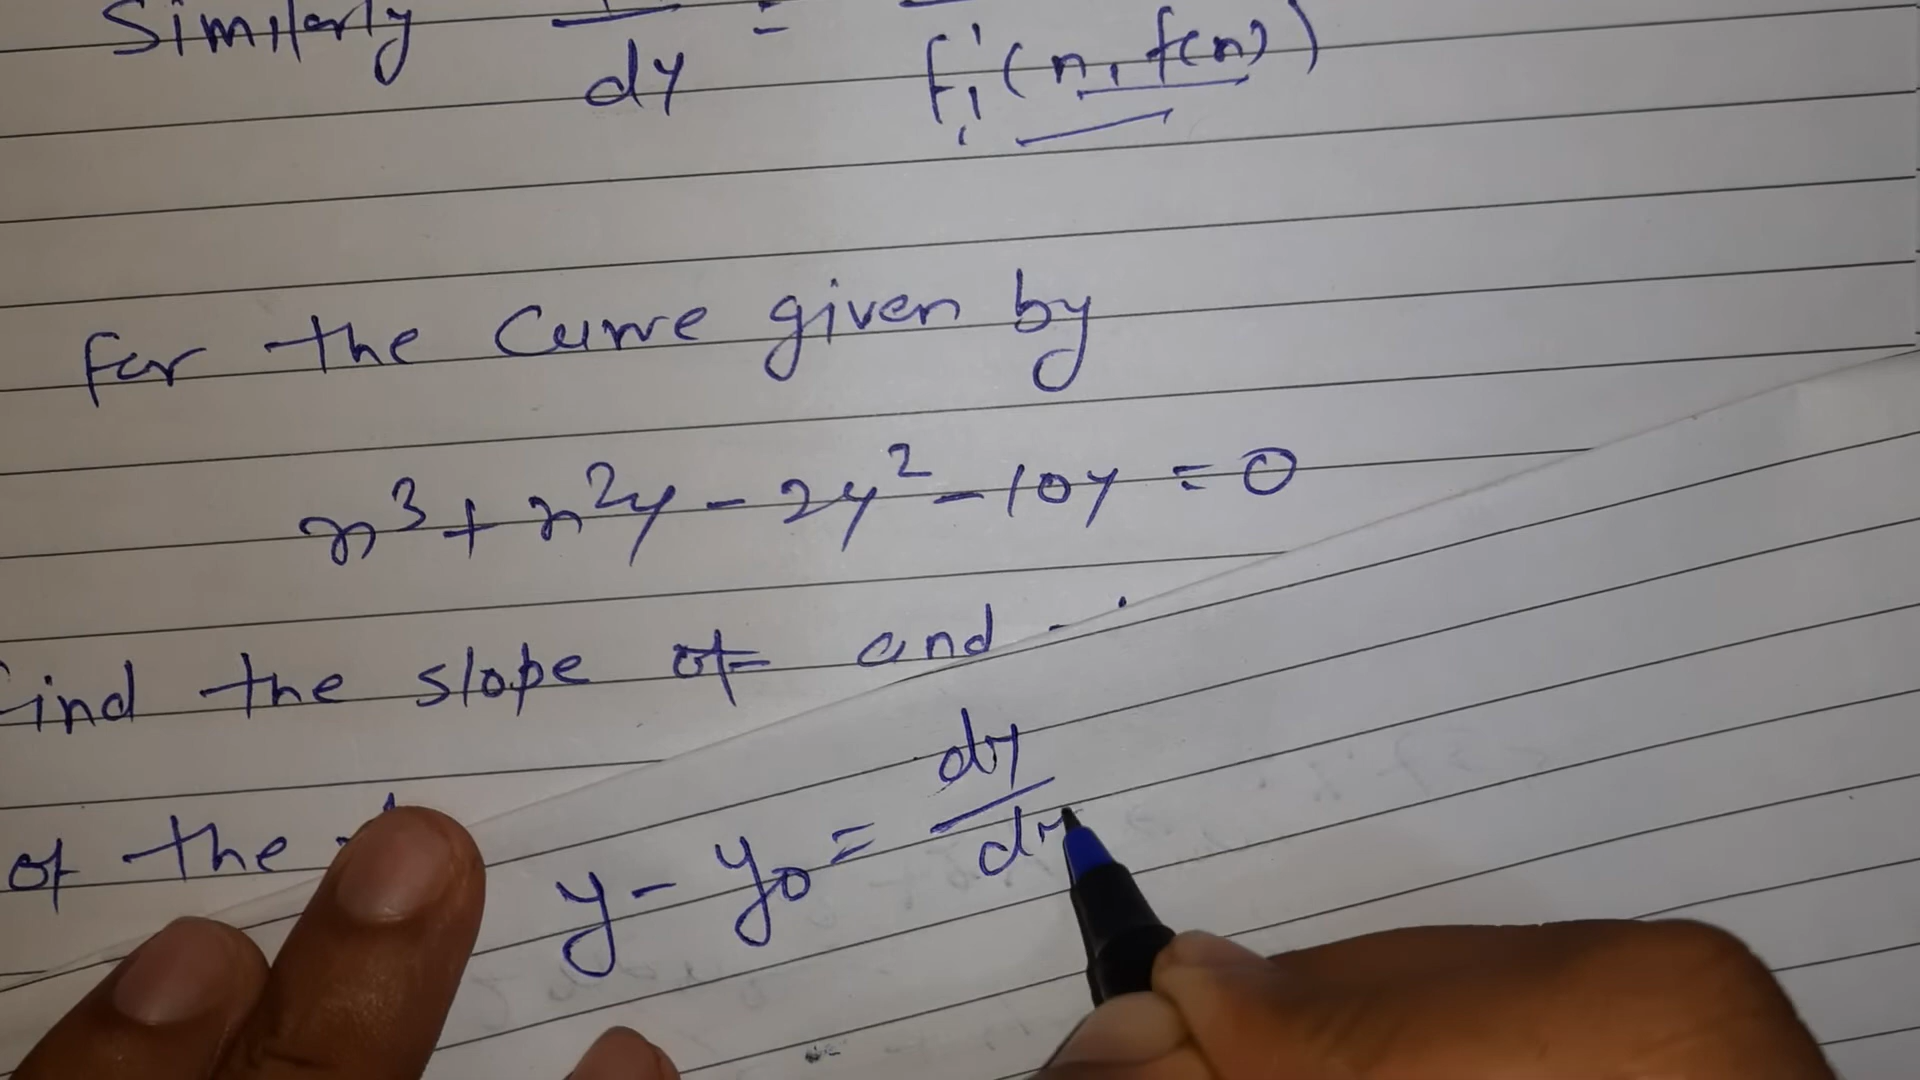 Similarly dy =
F₁'(x, f(x))
for the curve given by
x³ + x²y - 2y² - 10y = 0
find the slope of and
of the
y - y₀ = dy/dx